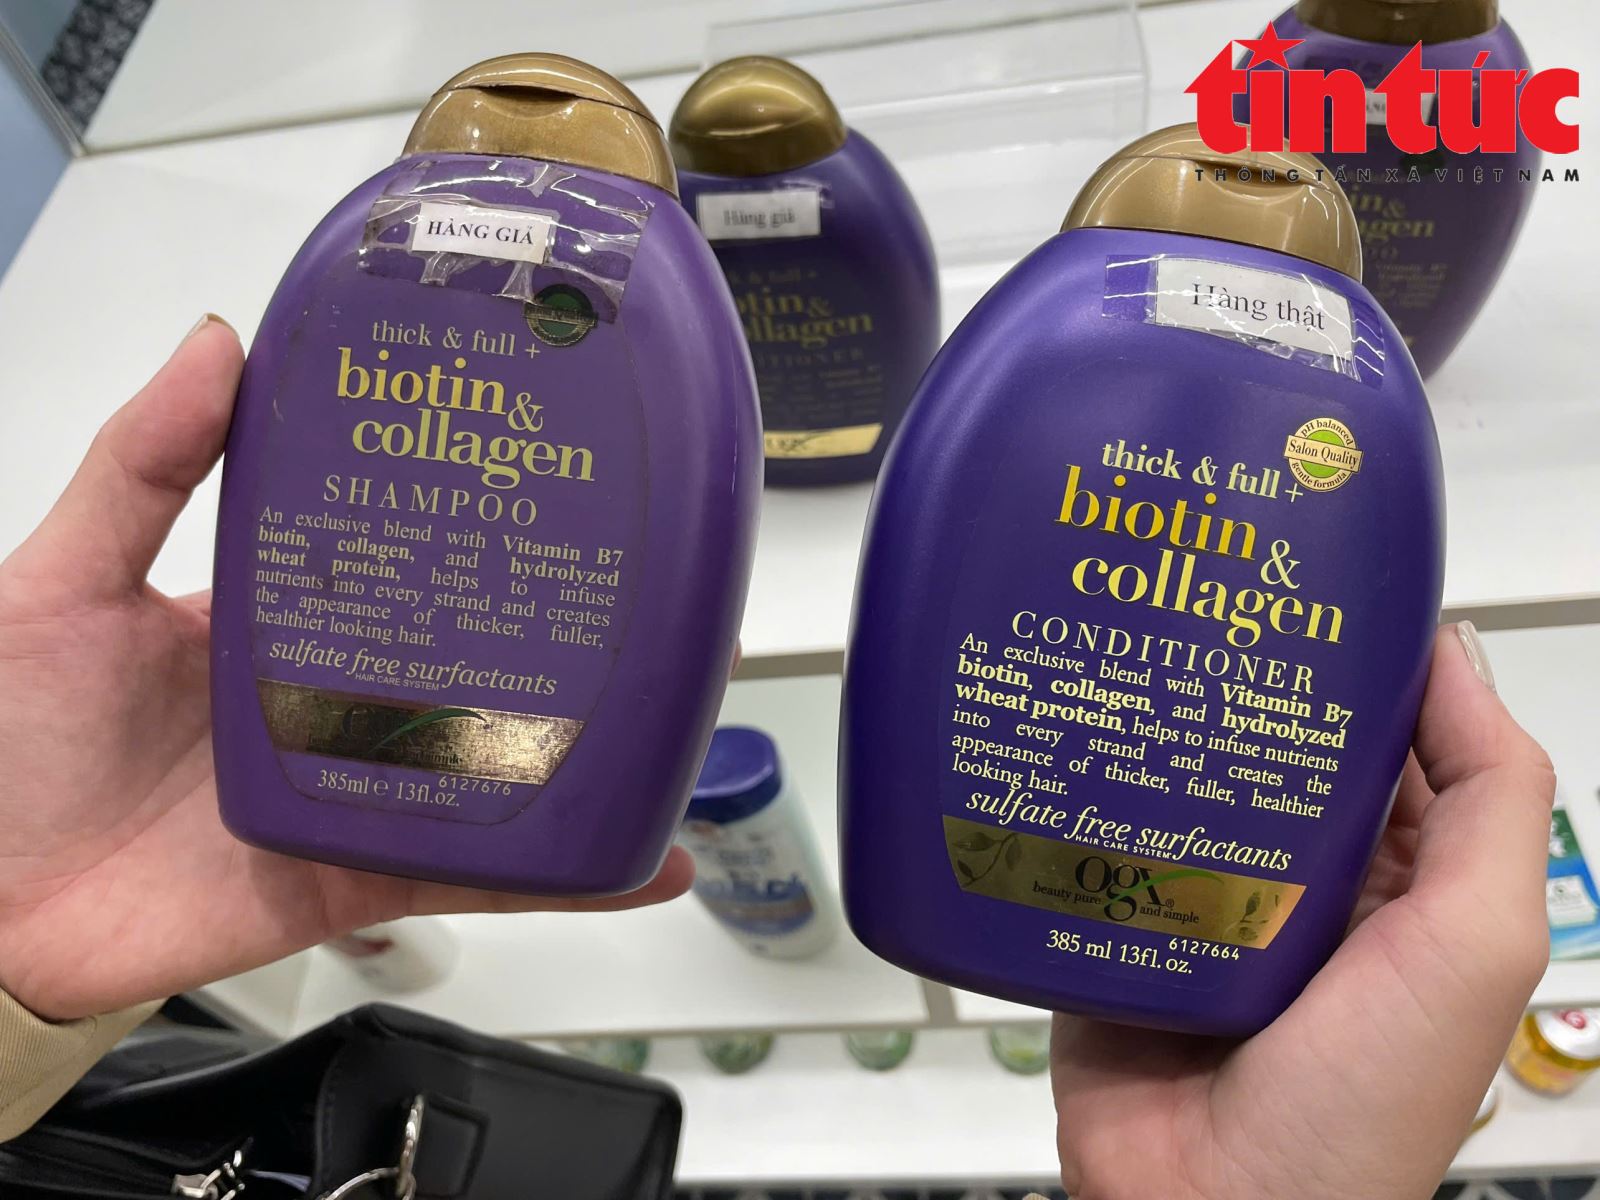 tin tức
THÔNG TẤN XÃ VIỆT NAM
HÀNG GIẢ
thick & full +
biotin &
collagen
SHAMPOO
An exclusive blend with Vitamin B7
biotin, collagen, and hydrolyzed
wheat protein, helps to infuse
nutrients into every strand and creates
the appearance of thicker, fuller,
healthier looking hair.
sulfate free surfactants
HAIR CARE SYSTEM
385ml e 13fl.oz.
6127676
Hàng giả
k & full +
otin &
ollagen
Hàng thật
pH balanced
Salon Quality
gentle formula
thick & full +
biotin &
collagen
CONDITIONER
An exclusive blend with Vitamin B7
biotin, collagen, and hydrolyzed
wheat protein, helps to infuse nutrients
into every strand and creates the
appearance of thicker, fuller, healthier
looking hair.
sulfate free surfactants
HAIR CARE SYSTEM
ogx®
beauty pure and simple
385 ml 13fl. oz.
6127664
tin &
agen